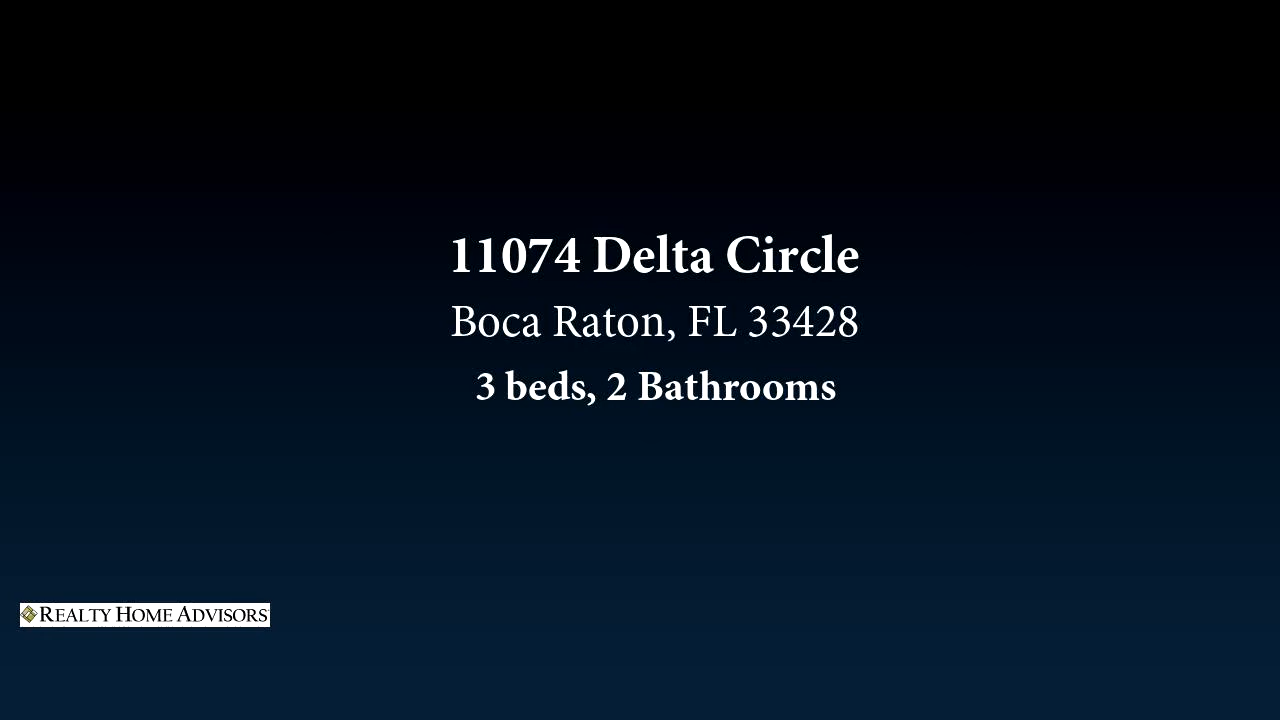 11074 Delta Circle
Boca Raton, FL 33428
3 beds, 2 Bathrooms
REALTY HOME ADVISORS